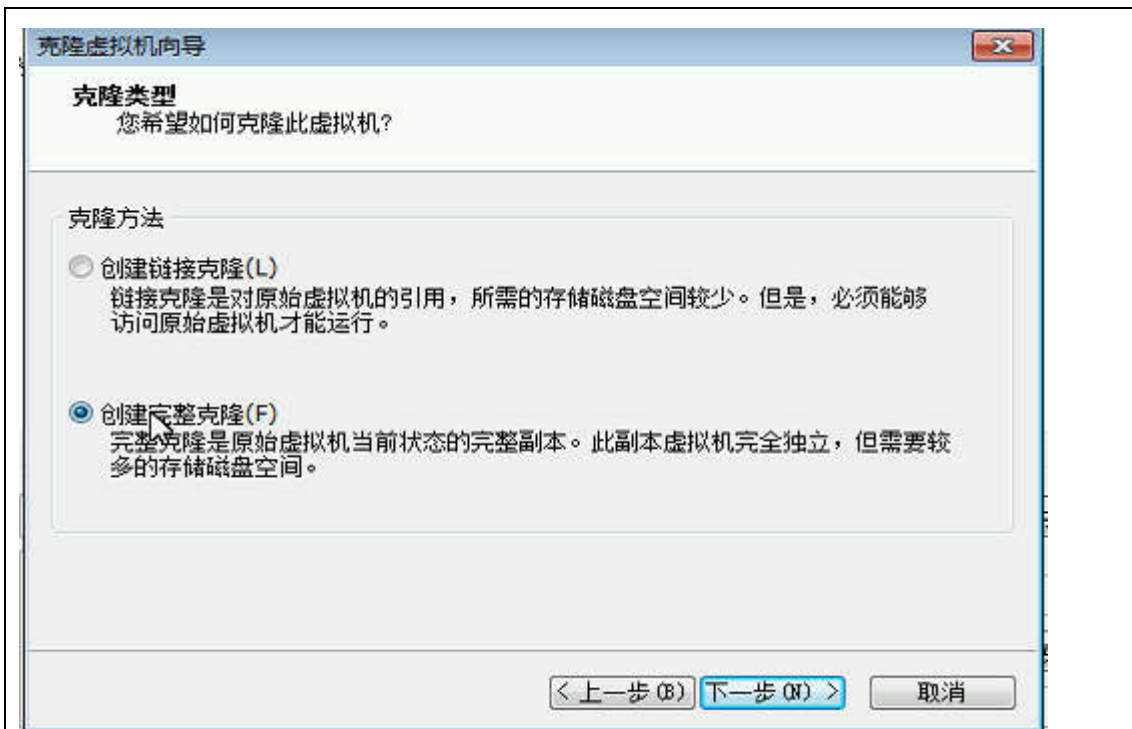 克隆虚拟机向导
克隆类型
您希望如何克隆此虚拟机?
克隆方法
创建链接克隆(L)
链接克隆是对原始虚拟机的引用，所需的存储磁盘空间较少。但是，必须能够
访问原始虚拟机才能运行。
创建完整克隆(F)
完整克隆是原始虚拟机当前状态的完整副本。此副本虚拟机完全独立，但需要较
多的存储磁盘空间。
< 上一步(B) 下一步(N) > 取消